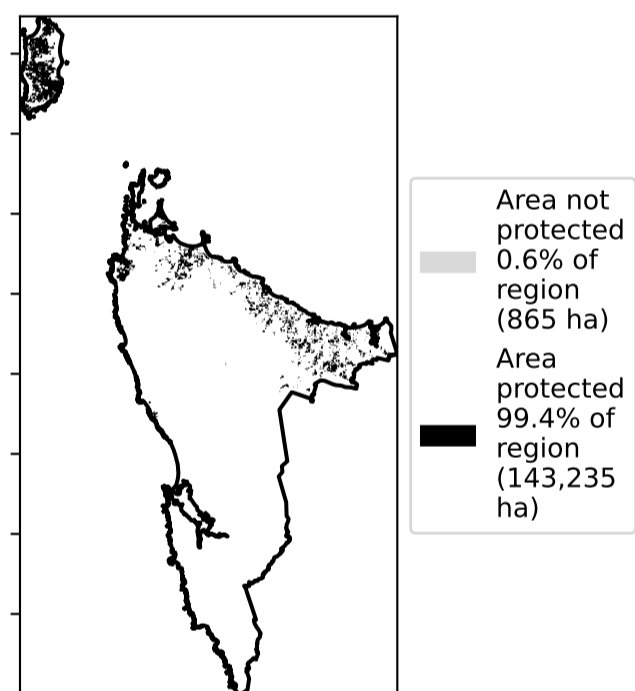 Area not
protected
0.6% of
region
(865 ha)
Area
protected
99.4% of
region
(143,235
ha)